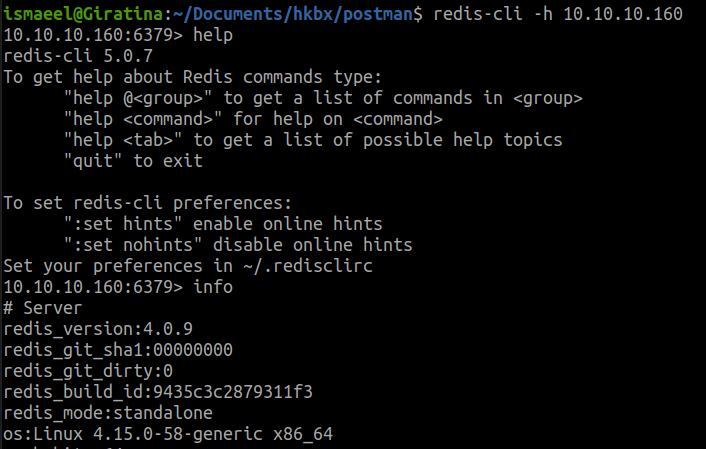 ismaeel@Giratina:~/Documents/hkbx/postman$ redis-cli -h 10.10.10.160
10.10.10.160:6379> help
redis-cli 5.0.7
To get help about Redis commands type:
      "help @<group>" to get a list of commands in <group>
      "help <command>" for help on <command>
      "help <tab>" to get a list of possible help topics
      "quit" to exit

To set redis-cli preferences:
      ":set hints" enable online hints
      ":set nohints" disable online hints
Set your preferences in ~/.redisclirc
10.10.10.160:6379> info
# Server
redis_version:4.0.9
redis_git_sha1:00000000
redis_git_dirty:0
redis_build_id:9435c3c2879311f3
redis_mode:standalone
os:Linux 4.15.0-58-generic x86_64